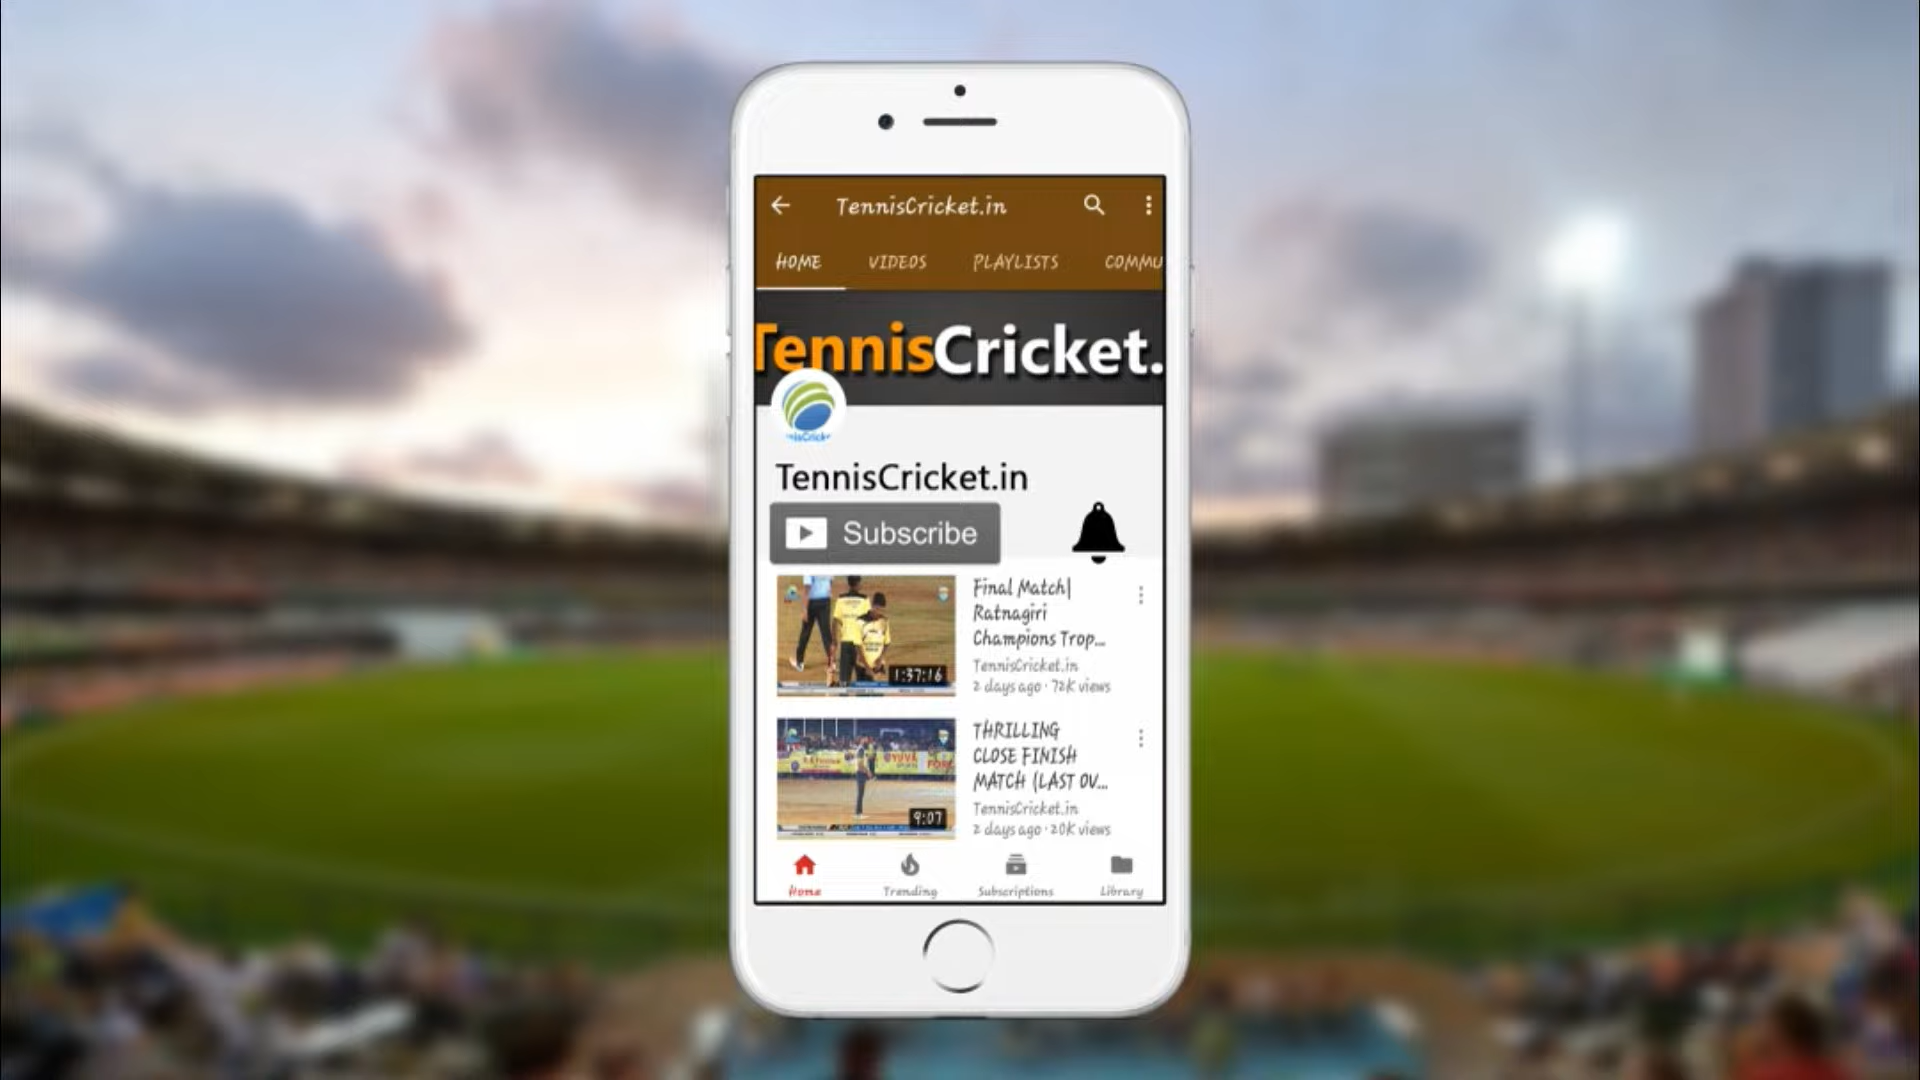 TennisCricket.in
HOME VIDEOS PLAYLISTS COMMU
TennisCricket.
TennisCricket.in
Subscribe
Final Match|
Ratnagiri
Champions Trop...
TennisCricket.in
2 days ago · 72K views
1:37:16
THRILLING
CLOSE FINISH
MATCH (LAST OV...
TennisCricket.in
2 days ago · 20K views
9:07
Home Trending Subscriptions Library